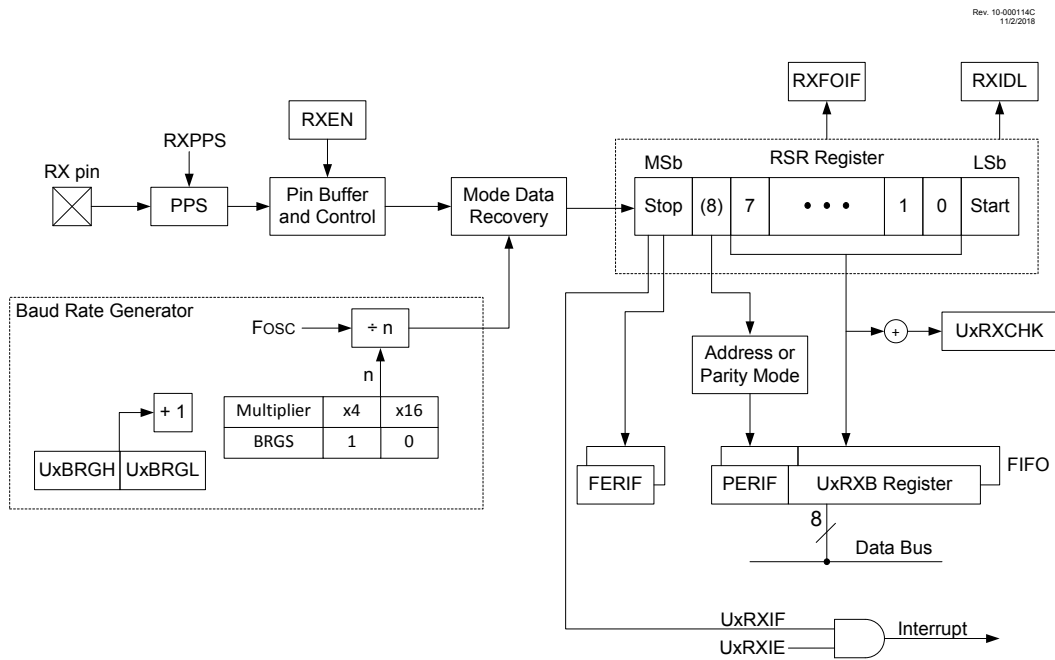 Rev. 10-000114C
11/2/2018
RXFOIF
RXIDL
RXEN
RXPPS
RX pin
PPS
Pin Buffer
and Control
Mode Data
Recovery
MSb
RSR Register
LSb
Stop
(8)
7
• • •
1
0
Start
Baud Rate Generator
FOSC
÷ n
n
+ 1
Multiplier x4 x16
BRGS 1 0
UxBRGH UxBRGL
+
UxRXCHK
Address or
Parity Mode
FERIF
PERIF
UxRXB Register
FIFO
8
Data Bus
UxRXIF
UxRXIE
Interrupt